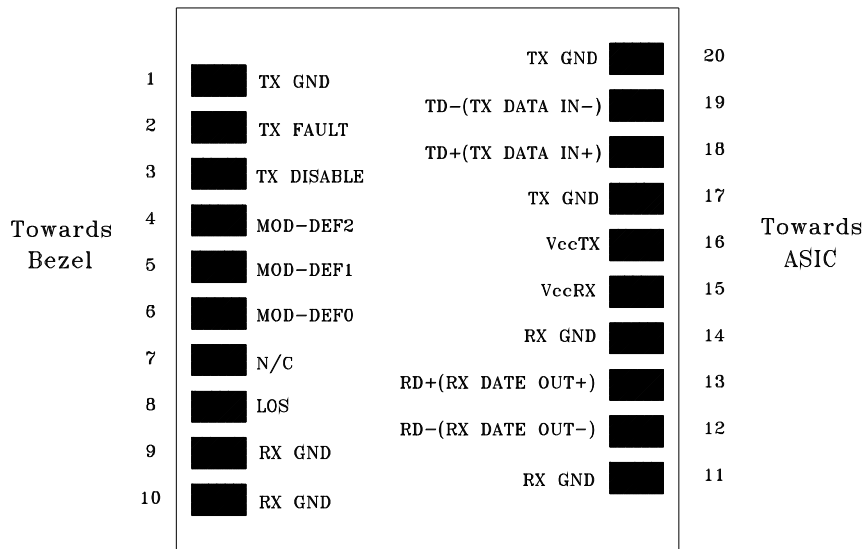 1 TX GND
2 TX FAULT
3 TX DISABLE
4 MOD-DEF2
5 MOD-DEF1
6 MOD-DEF0
7 N/C
8 LOS
9 RX GND
10 RX GND
Towards
Bezel
TX GND 20
TD-(TX DATA IN-) 19
TD+(TX DATA IN+) 18
TX GND 17
VccTX 16
VccRX 15
RX GND 14
RD+(RX DATE OUT+) 13
RD-(RX DATE OUT-) 12
RX GND 11
Towards
ASIC